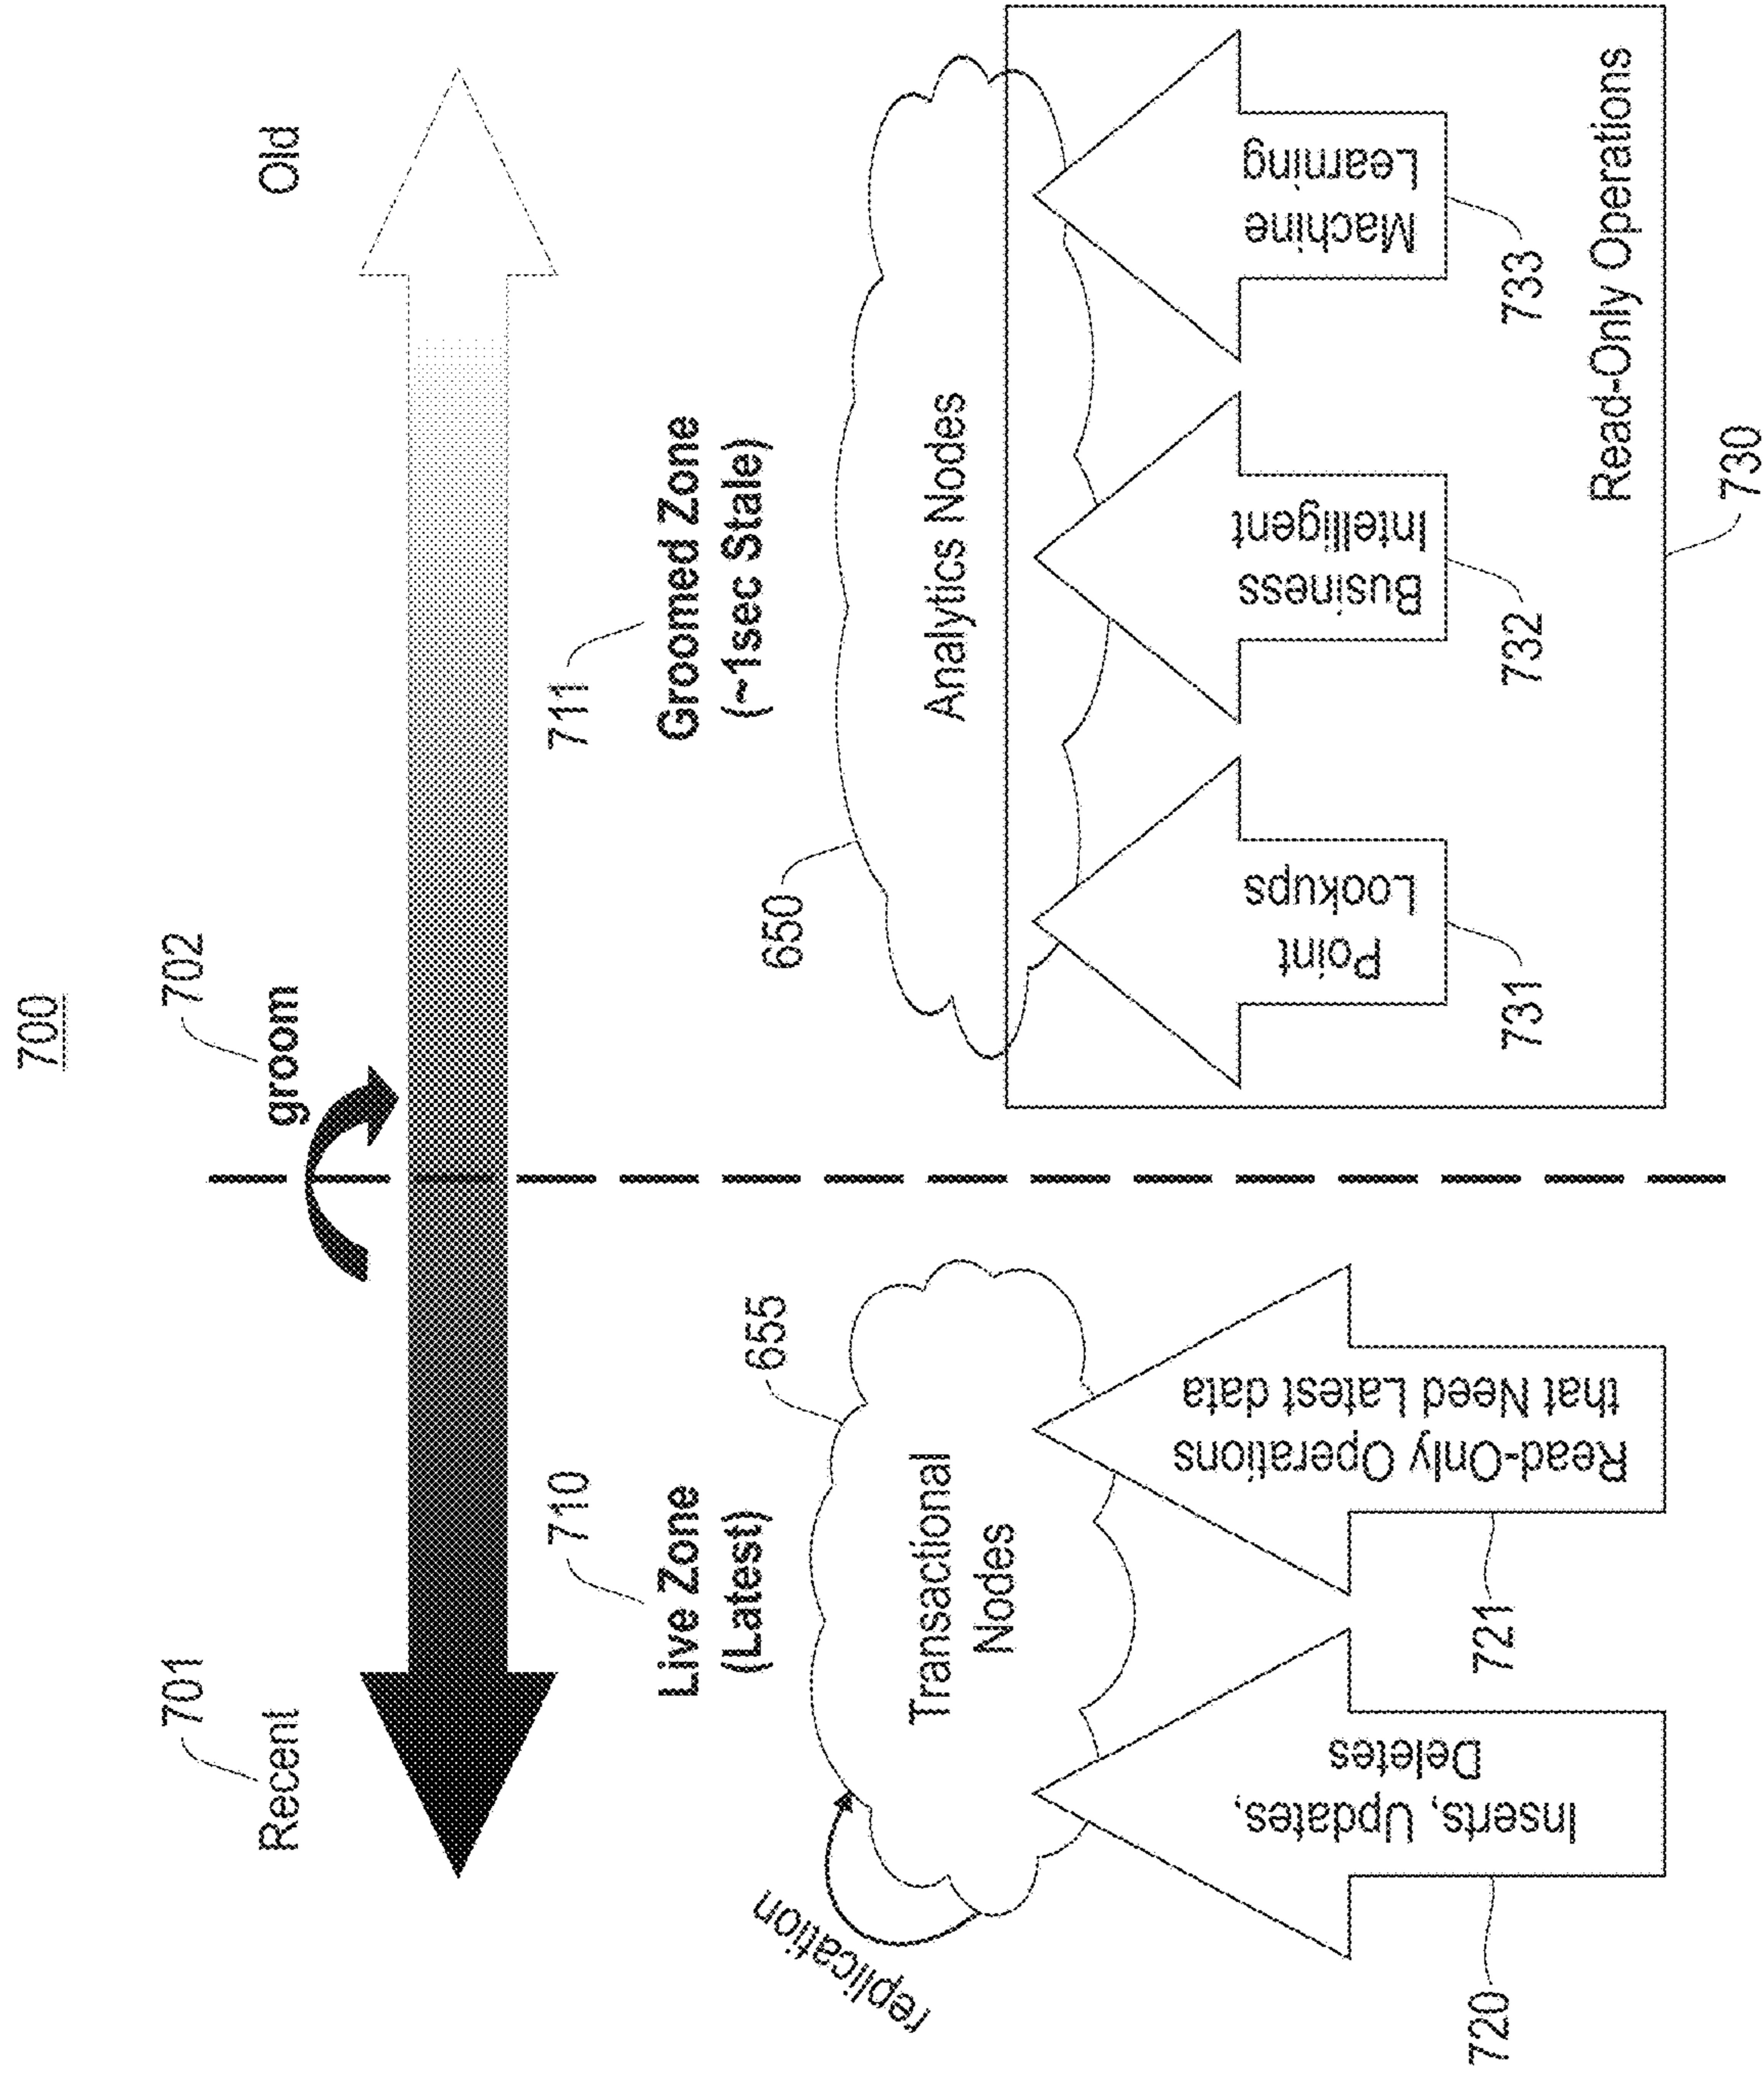 700
701
Recent
702
groom
Old
710
Live Zone
(Latest)
711
Groomed Zone
(~1sec Stale)
replication
655
Transactional
Nodes
650
Analytics Nodes
Inserts, Updates,
Deletes
720
Read-Only Operations
that Need Latest data
721
Point
Lookups
731
Business
Intelligent
732
Machine
Learning
733
Read-Only Operations
730